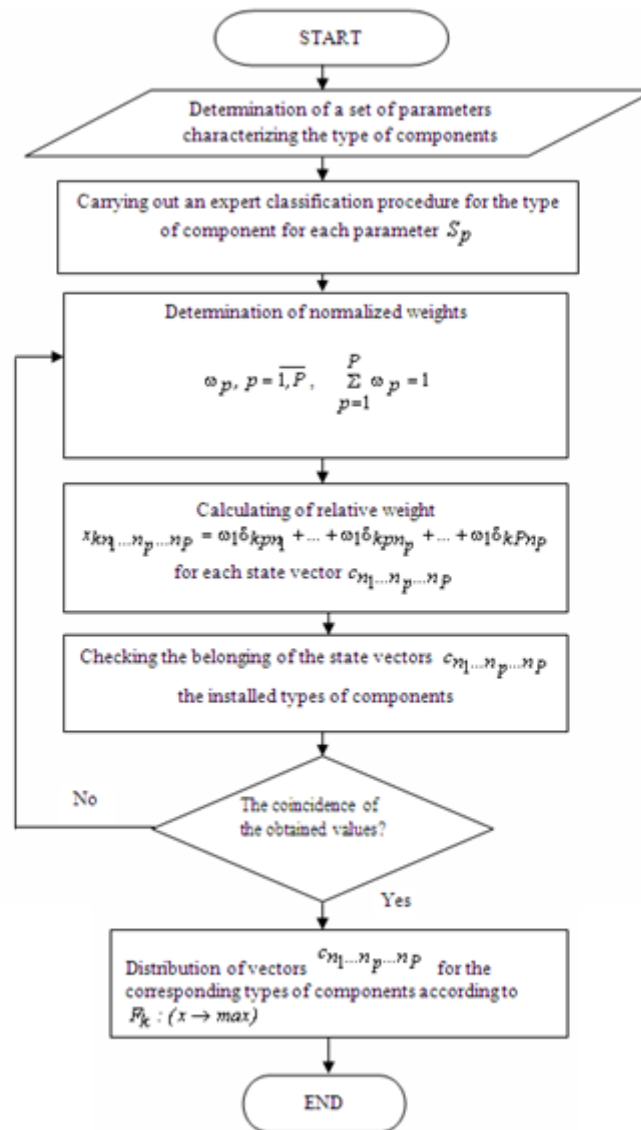 START
Determination of a set of parameters
characterizing the type of components
Carrying out an expert classification procedure for the type
of component for each parameter S_p
Determination of normalized weights
ω_p, p = \overline{1,P}, \sum_{p=1}^{P} ω_p = 1
Calculating of relative weight
x_{kn_1...n_p...n_P} = ω_1δ_{kpn_1} + ... + ω_1δ_{kpn_p} + ... + ω_1δ_{kPn_p}
for each state vector c_{n_1...n_p...n_P}
Checking the belonging of the state vectors c_{n_1...n_p...n_P}
the installed types of components
The coincidence of
the obtained values?
No
Yes
Distribution of vectors c_{n_1...n_p...n_P} for the
corresponding types of components according to
F_k : (x → max)
END